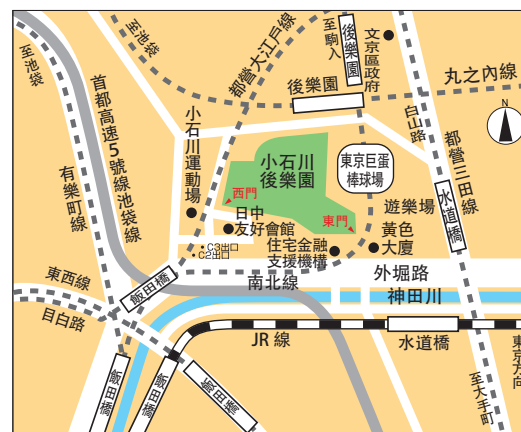 至池袋
至池袋
都營大江戶線
至駒入
後樂園
文京區政府
後樂園
丸之內線
白山路
N
首都高速5號線池袋線
有樂町線
小石川運動場
小石川
後樂園
東京巨蛋
棒球場
都營三田線
水道橋
西門
東門
遊樂場
日中
友好會館
黃色
大廈
C3出口
C2出口
住宅金融
支援機構
飯田橋
南北線
外堀路
神田川
東西線
目白路
JR線
水道橋
東京方向
至大手町
飯田橋
飯田橋
飯田橋